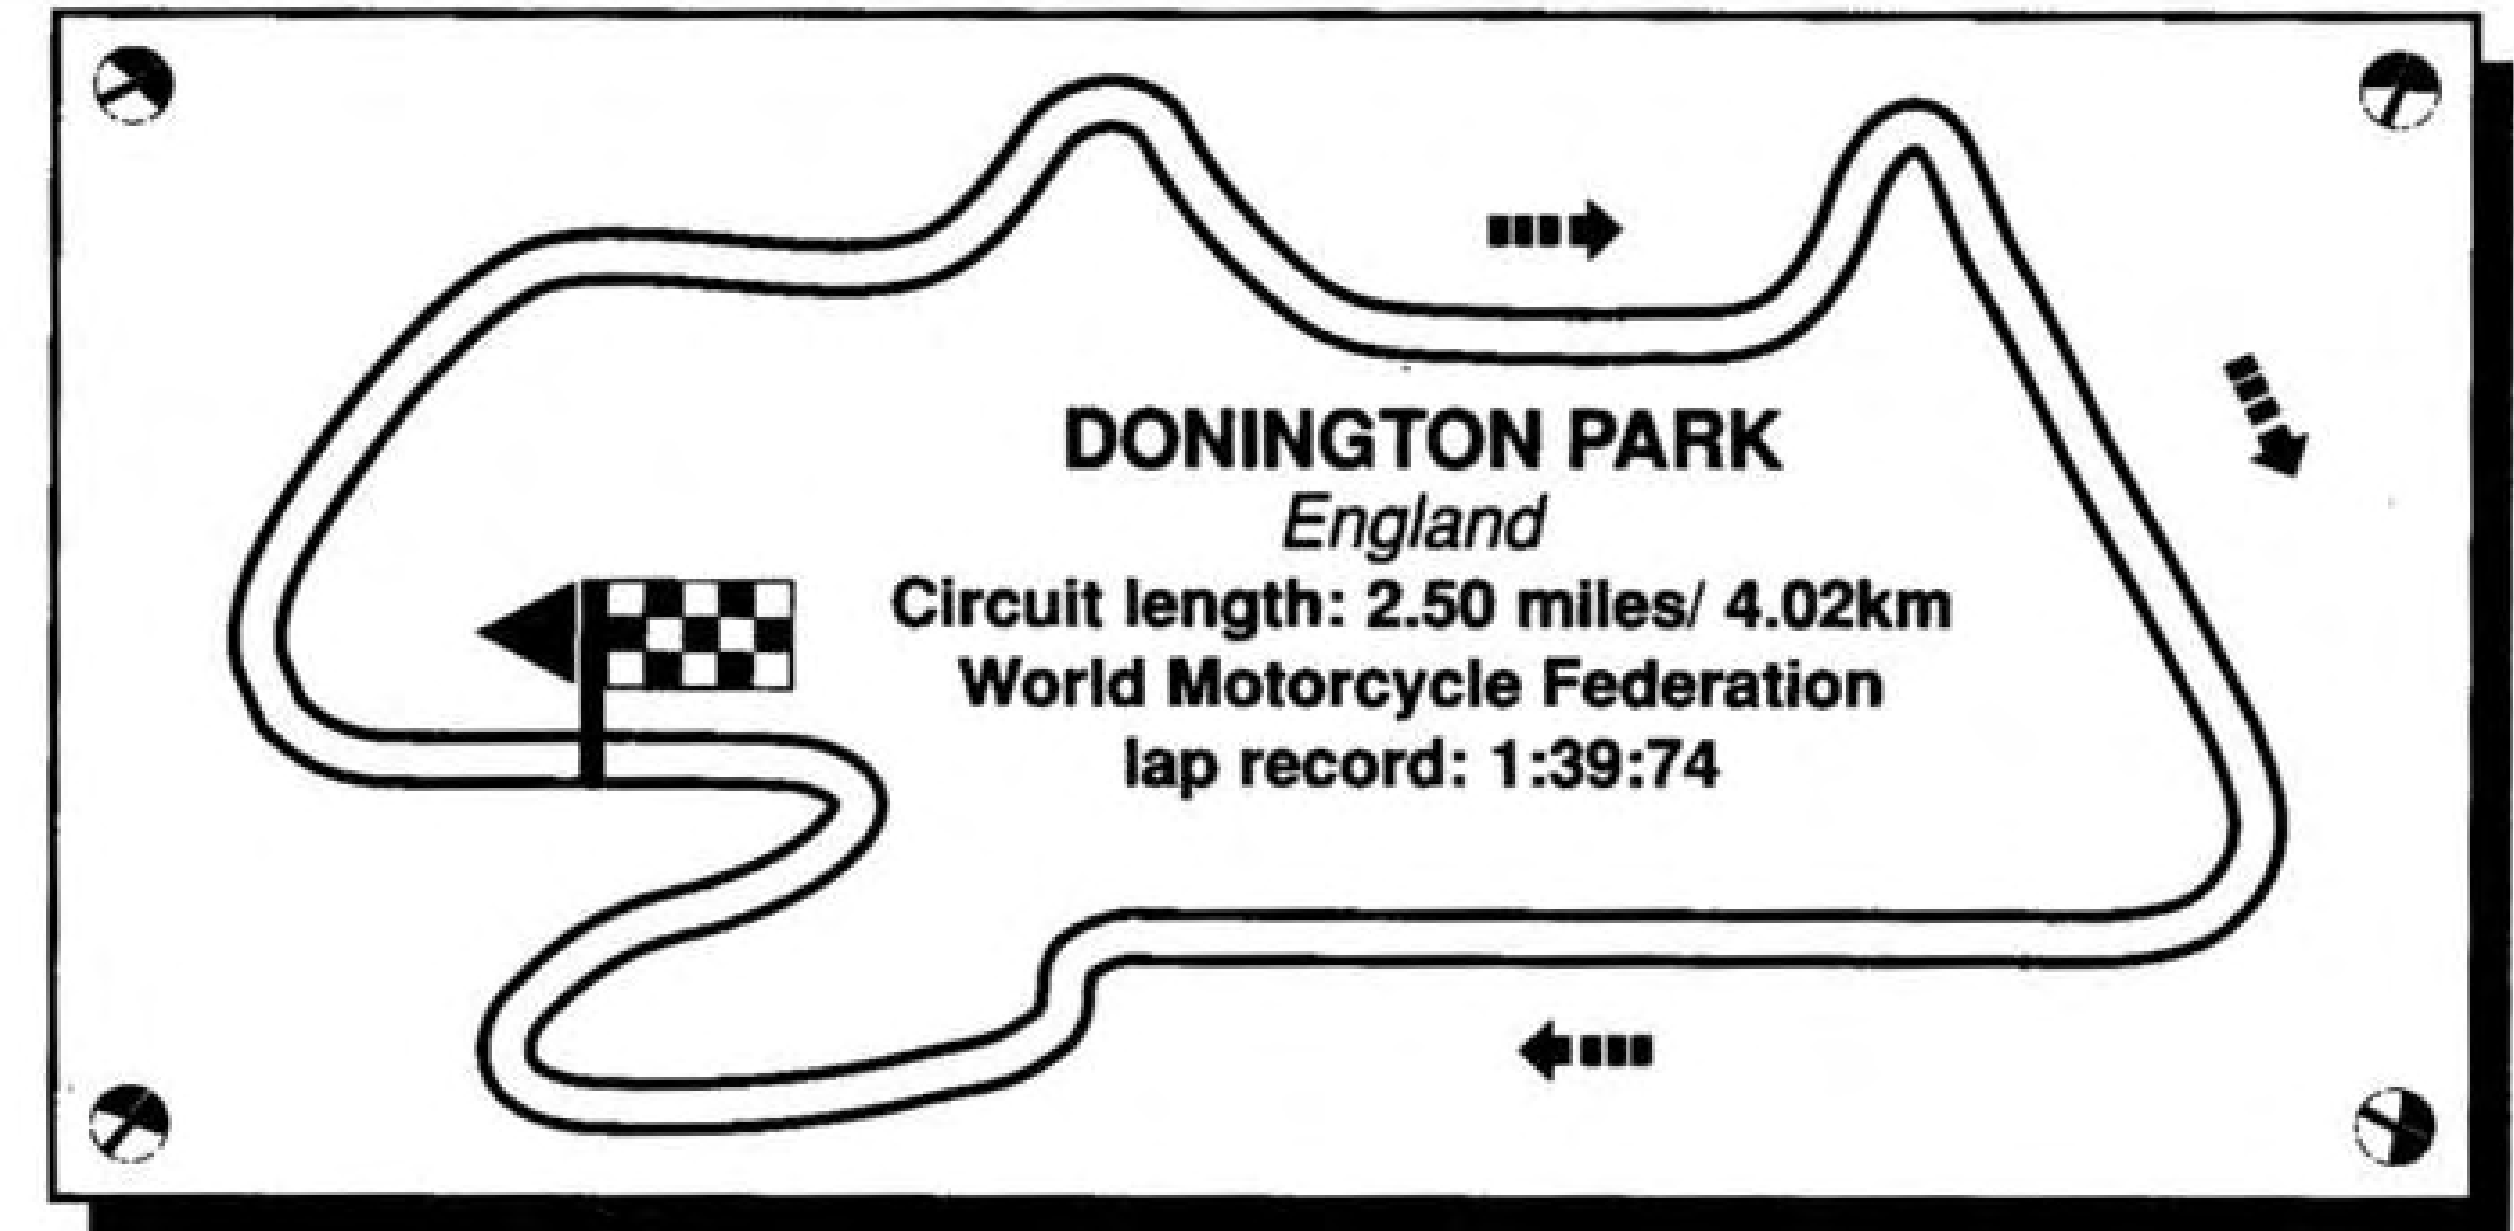 DONINGTON PARK
England
Circuit length: 2.50 miles/ 4.02km
World Motorcycle Federation
lap record: 1:39:74